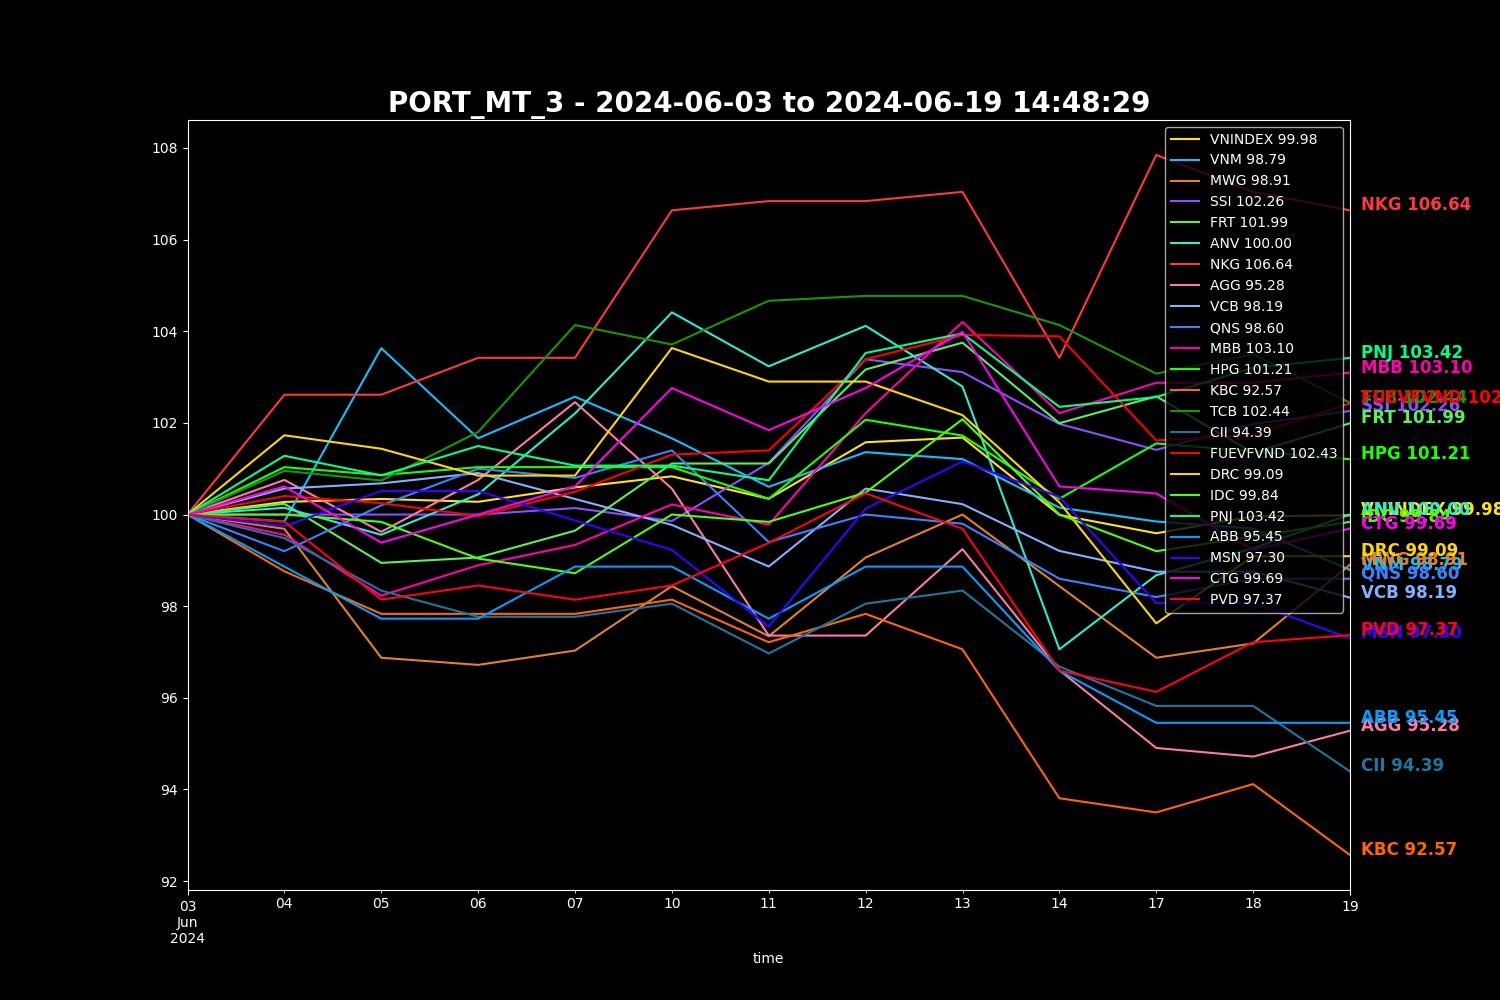 PORT_MT_3 - 2024-06-03 to 2024-06-19 14:48:29
108
106
104
102
100
98
96
94
92
VNINDEX 99.98
VNM 98.79
MWG 98.91
SSI 102.26
FRT 101.99
ANV 100.00
NKG 106.64
AGG 95.28
VCB 98.19
QNS 98.60
MBB 103.10
HPG 101.21
KBC 92.57
TCB 102.44
CII 94.39
FUEVFVND 102.43
DRC 99.09
IDC 99.84
PNJ 103.42
ABB 95.45
MSN 97.30
CTG 99.69
PVD 97.37
NKG 106.64
PNJ 103.42
MBB 103.10
SSI 102.26
FRT 101.99
HPG 101.21
CTG 99.69
DRC 99.09
QNS 98.60
VCB 98.19
PVD 97.37
MSN 97.30
ABB 95.45
AGG 95.28
CII 94.39
KBC 92.57
03 04 05 06 07 10 11 12 13 14 17 18 19
Jun
2024
time